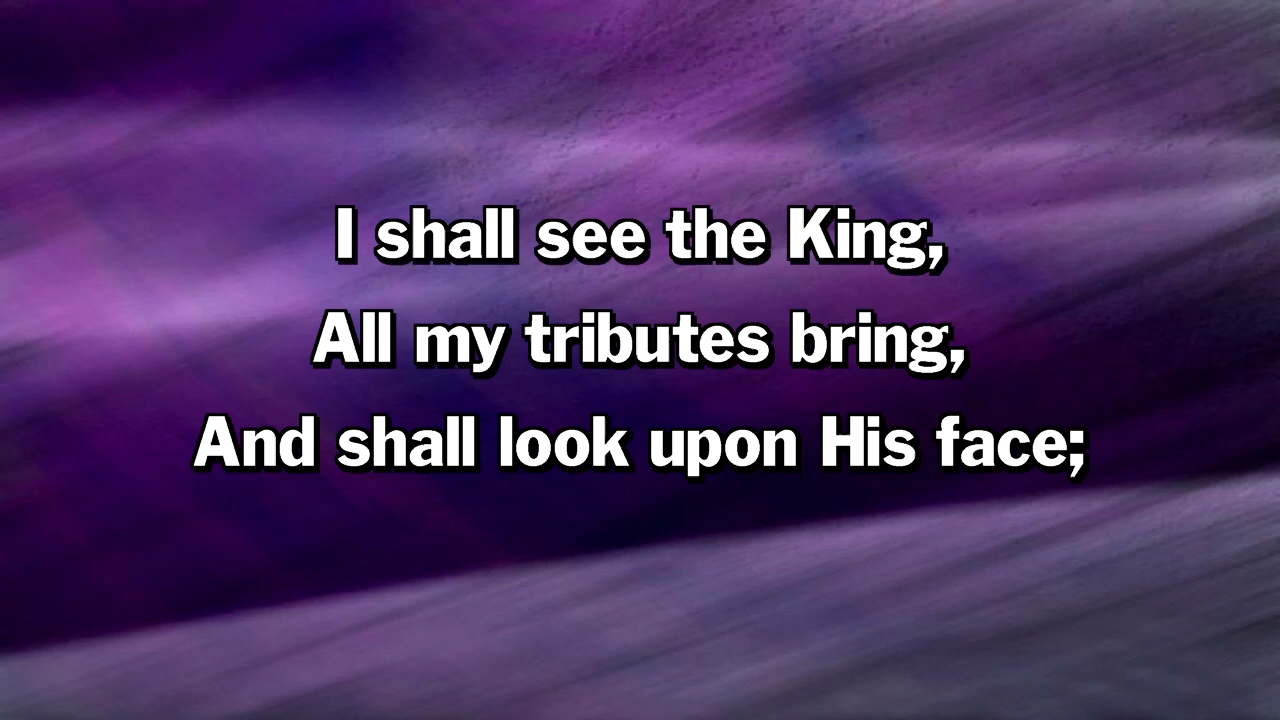 I shall see the King,
All my tributes bring,
And shall look upon His face;